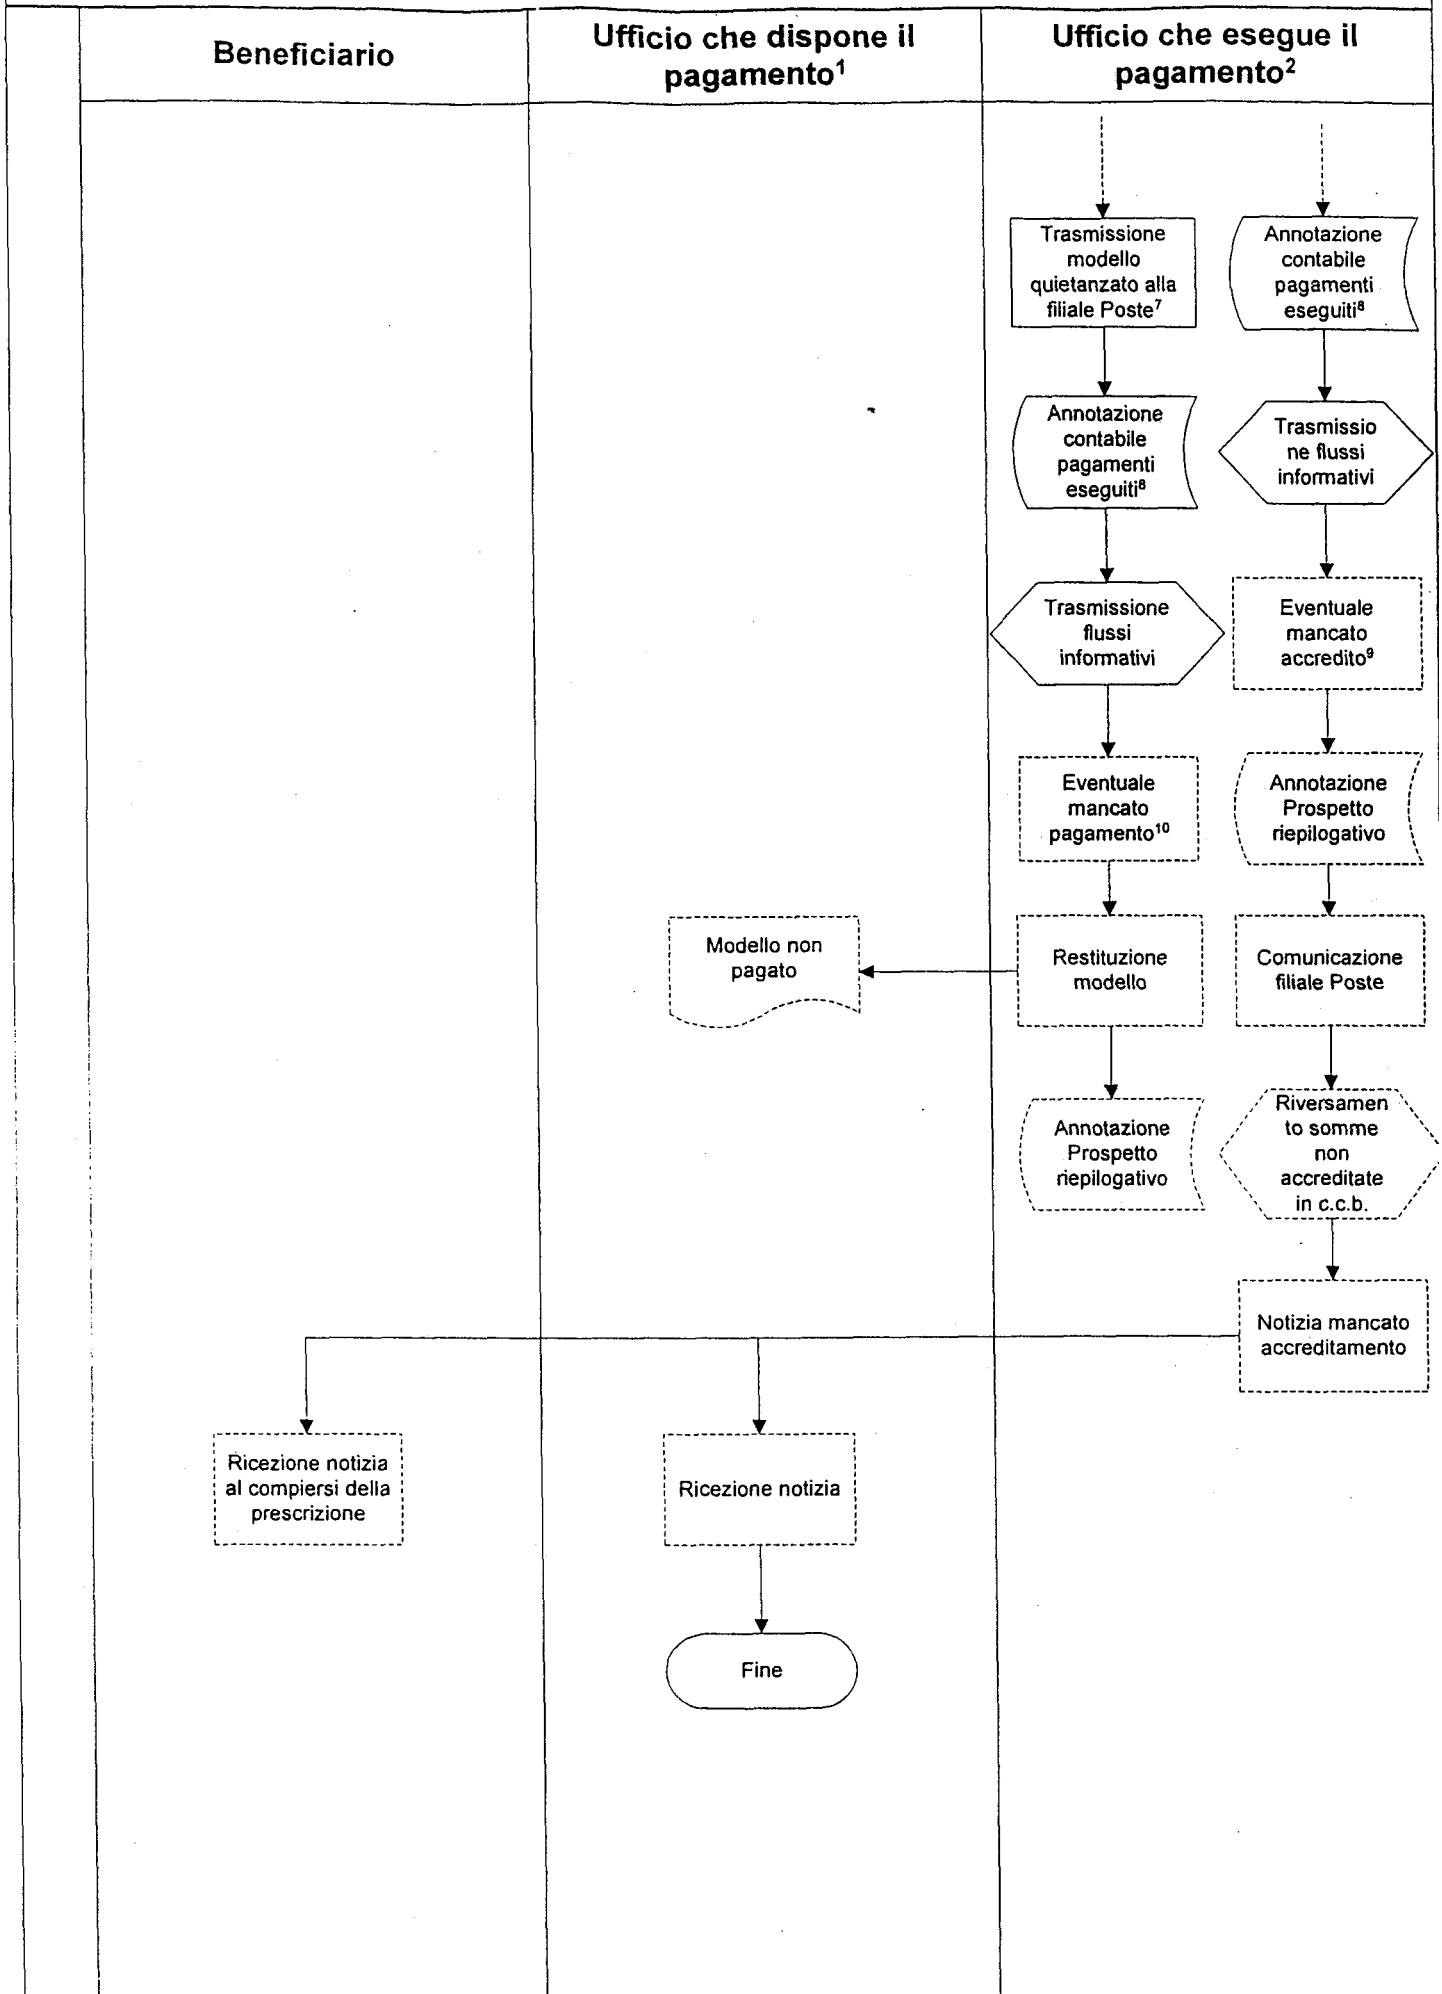 Beneficiario
Ufficio che dispone il
pagamento¹
Ufficio che esegue il
pagamento²
Trasmissione
modello
quietanzato alla
filiale Poste⁷
Annotazione
contabile
pagamenti
eseguiti⁸
Annotazione
contabile
pagamenti
eseguiti⁸
Trasmissio
ne flussi
informativi
Trasmissione
flussi
informativi
Eventuale
mancato
accredito⁹
Eventuale
mancato
pagamento¹⁰
Annotazione
Prospetto
riepilogativo
Modello non
pagato
Restituzione
modello
Comunicazione
filiale Poste
Annotazione
Prospetto
riepilogativo
Riversamen
to somme
non
accreditate
in c.c.b.
Notizia mancato
accreditamento
Ricezione notizia
al compiersi della
prescrizione
Ricezione notizia
Fine